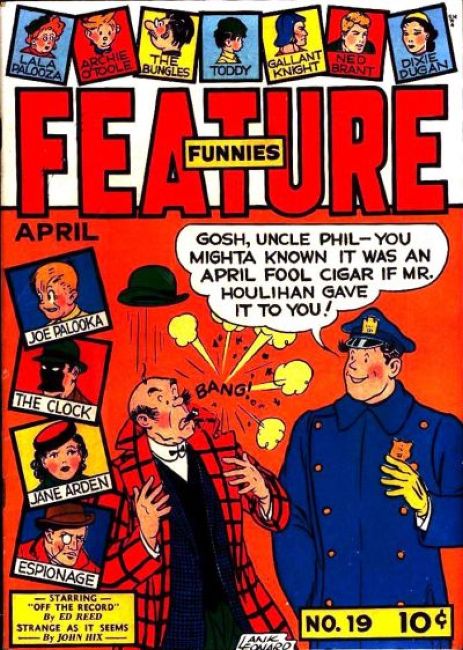 LALA
PALOOZA
ARCHIE
O'TOOLE
THE
BUNGLES
TODDY
GALLANT
KNIGHT
NED
BRANT
DIXIE
DUGAN
FEATURE
FUNNIES
APRIL
GOSH, UNCLE PHIL—YOU
MIGHTA KNOWN IT WAS AN
APRIL FOOL CIGAR IF MR.
HOULIHAN GAVE
IT TO YOU!
JOE PALOOKA
THE CLOCK
JANE ARDEN
ESPIONAGE
BANG!
— STARRING —
"OFF THE RECORD"
By ED REED
STRANGE AS IT SEEMS
— By JOHN HIX —
LANK
LEONARD
NO. 19 10¢